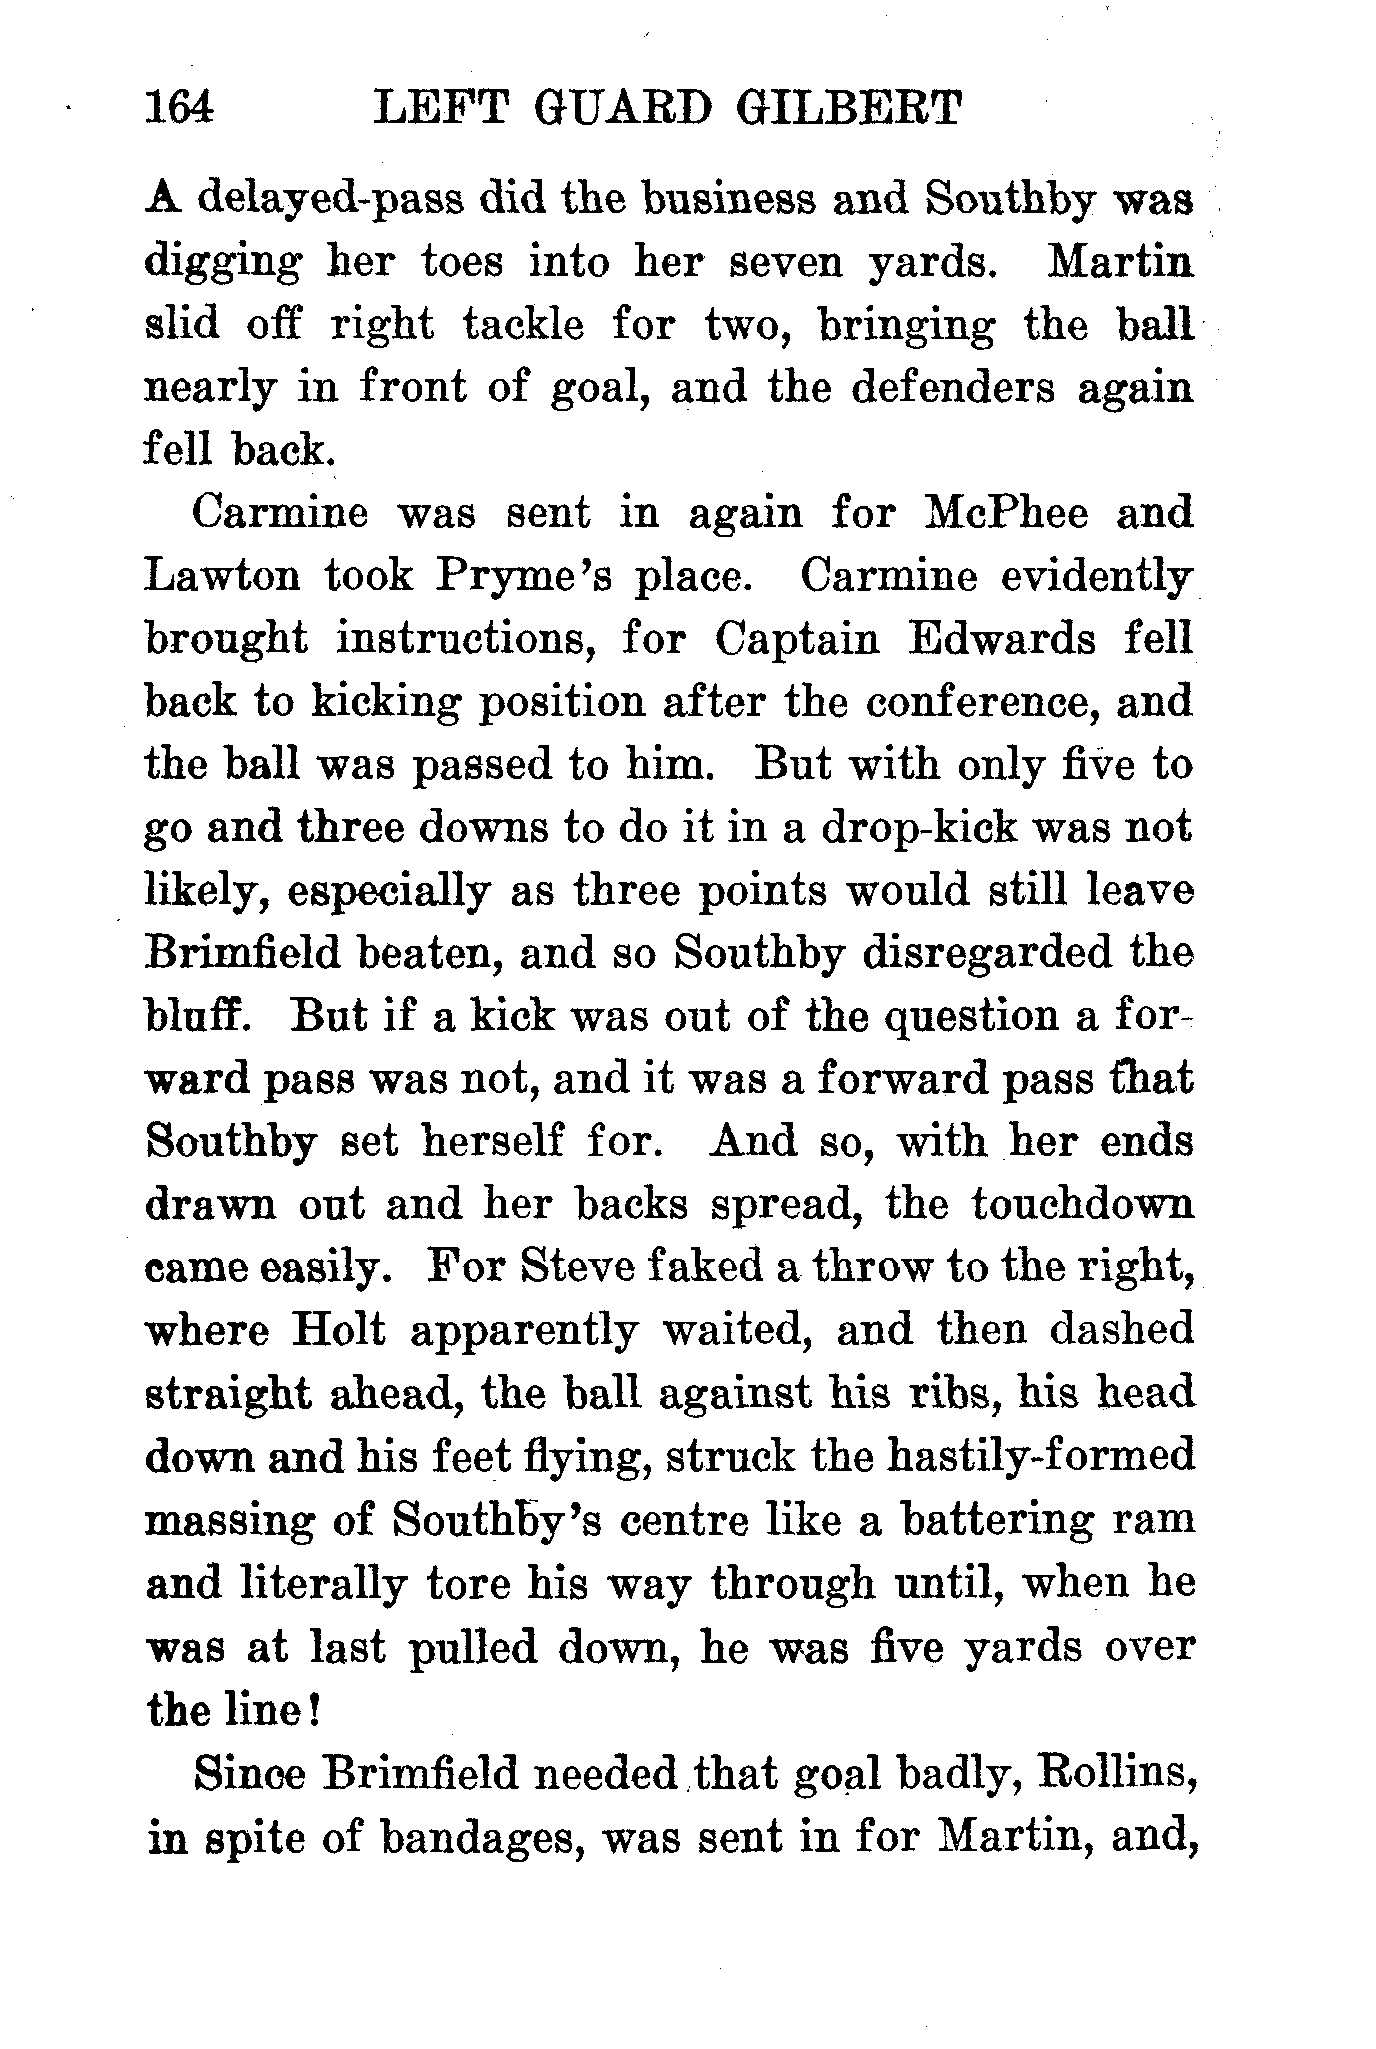 164 LEFT GUARD GILBERT
A delayed-pass did the business and Southby was
digging her toes into her seven yards. Martin
slid off right tackle for two, bringing the ball
nearly in front of goal, and the defenders again
fell back.
Carmine was sent in again for McPhee and
Lawton took Pryme's place. Carmine evidently
brought instructions, for Captain Edwards fell
back to kicking position after the conference, and
the ball was passed to him. But with only five to
go and three downs to do it in a drop-kick was not
likely, especially as three points would still leave
Brimfield beaten, and so Southby disregarded the
bluff. But if a kick was out of the question a for-
ward pass was not, and it was a forward pass that
Southby set herself for. And so, with her ends
drawn out and her backs spread, the touchdown
came easily. For Steve faked a throw to the right,
where Holt apparently waited, and then dashed
straight ahead, the ball against his ribs, his head
down and his feet flying, struck the hastily-formed
massing of Southby's centre like a battering ram
and literally tore his way through until, when he
was at last pulled down, he was five yards over
the line!
Since Brimfield needed that goal badly, Rollins,
in spite of bandages, was sent in for Martin, and,